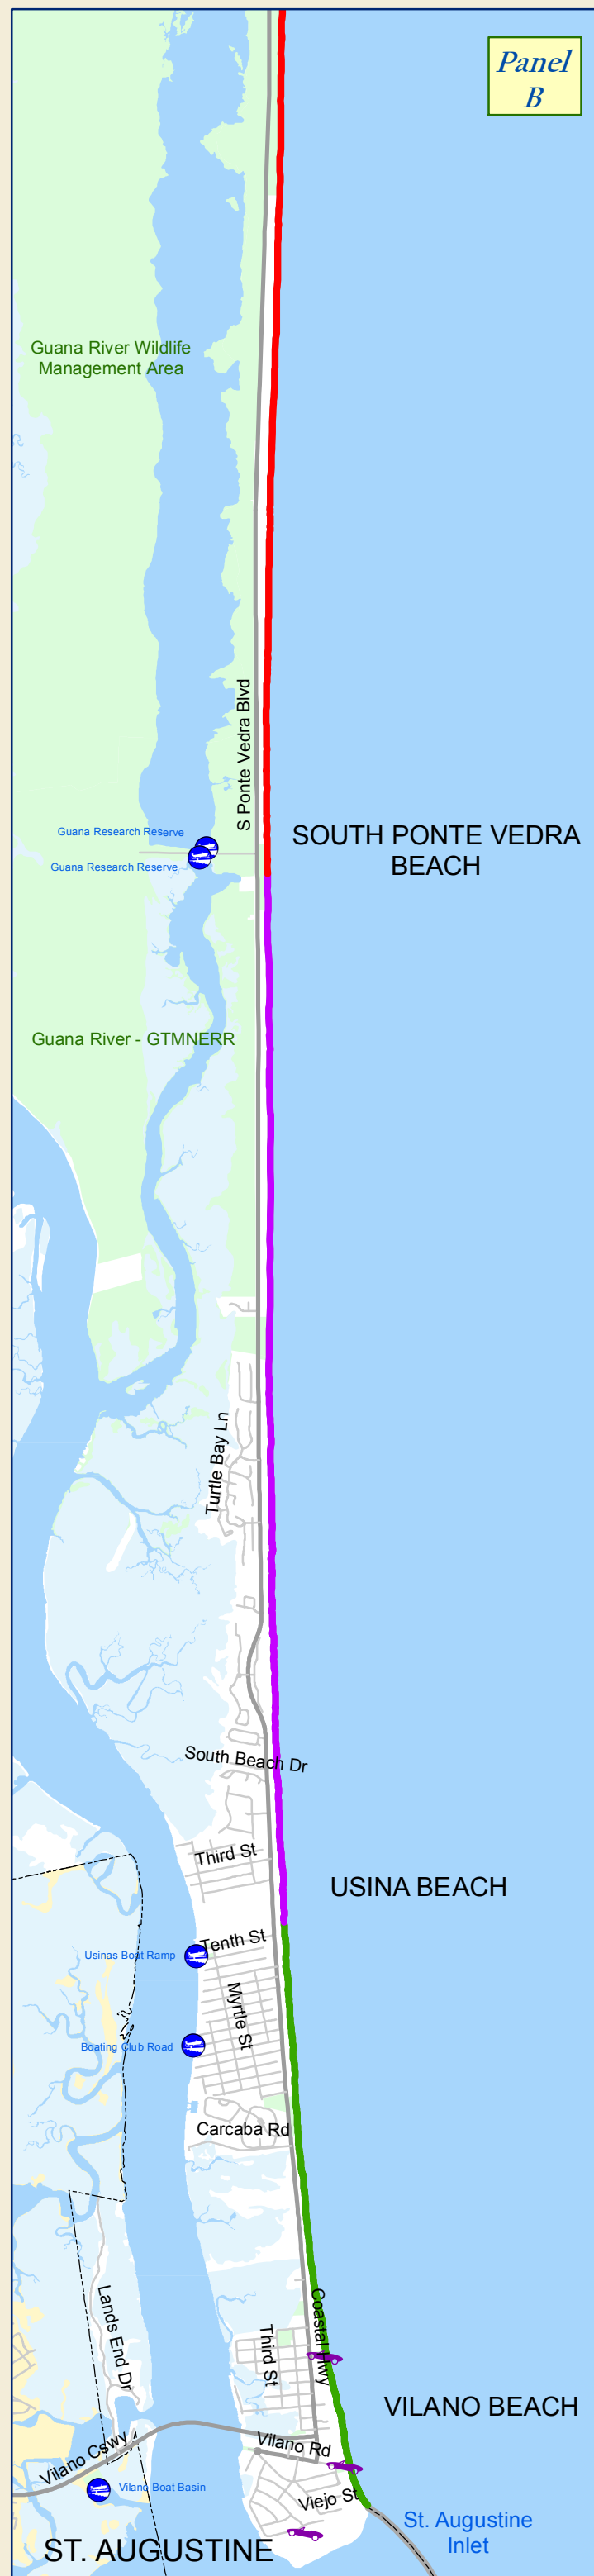 Panel
B
Guana River Wildlife
Management Area
S Ponte Vedra Blvd
Guana Research Reserve
Guana Research Reserve
SOUTH PONTE VEDRA
BEACH
Guana River - GTMNERR
Turtle Bay Ln
South Beach Dr
Third St
USINA BEACH
Tenth St
Usinas Boat Ramp
Myrtle St
Boating Club Road
Carcaba Rd
Lands End Dr
Coastal Hwy
Third St
VILANO BEACH
Vilano Rd
Vilano Cswy
Vilano Boat Basin
Viejo St
St. Augustine
Inlet
ST. AUGUSTINE